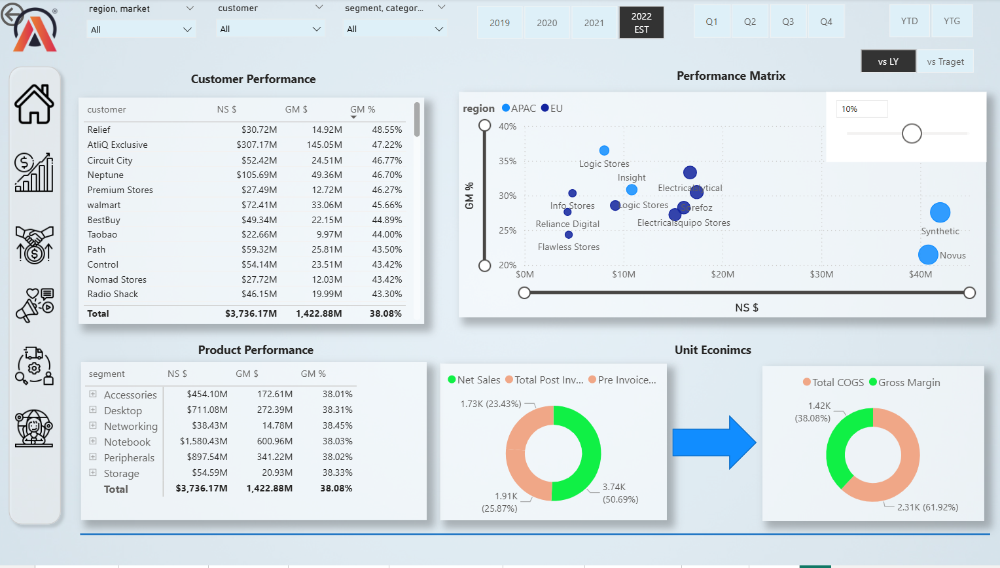 region, market
customer
segment, categor...
All
All
All
2019
2020
2021
2022
EST
Q1
Q2
Q3
Q4
YTD
YTG
vs LY
vs Traget
Customer Performance
customer NS $ GM $ GM %
Relief $30.72M 14.92M 48.55%
AtliQ Exclusive $307.17M 145.05M 47.22%
Circuit City $52.42M 24.51M 46.77%
Neptune $105.69M 49.36M 46.70%
Premium Stores $27.49M 12.72M 46.27%
walmart $72.41M 33.06M 45.66%
BestBuy $49.34M 22.15M 44.89%
Taobao $22.66M 9.97M 44.00%
Path $59.32M 25.81M 43.50%
Control $54.14M 23.51M 43.42%
Nomad Stores $27.72M 12.03M 43.42%
Radio Shack $46.15M 19.99M 43.30%
Total $3,736.17M 1,422.88M 38.08%
Performance Matrix
region APAC EU
10%
GM %
40%
35%
30%
25%
20%
Logic Stores
Insight
Info Stores
Logic Stores
Reliance Digital
Flawless Stores
Synthetic
Novus
$0M $10M $20M $30M $40M
NS $
Product Performance
segment NS $ GM $ GM %
Accessories $454.10M 172.61M 38.01%
Desktop $711.08M 272.39M 38.31%
Networking $38.43M 14.78M 38.45%
Notebook $1,580.43M 600.96M 38.03%
Peripherals $897.54M 341.22M 38.02%
Storage $54.59M 20.93M 38.33%
Total $3,736.17M 1,422.88M 38.08%
Unit Econimcs
Net Sales Total Post Inv... Pre Invoice...
1.73K (23.43%)
1.91K
(25.87%)
3.74K
(50.69%)
Total COGS Gross Margin
1.42K
(38.08%)
2.31K (61.92%)